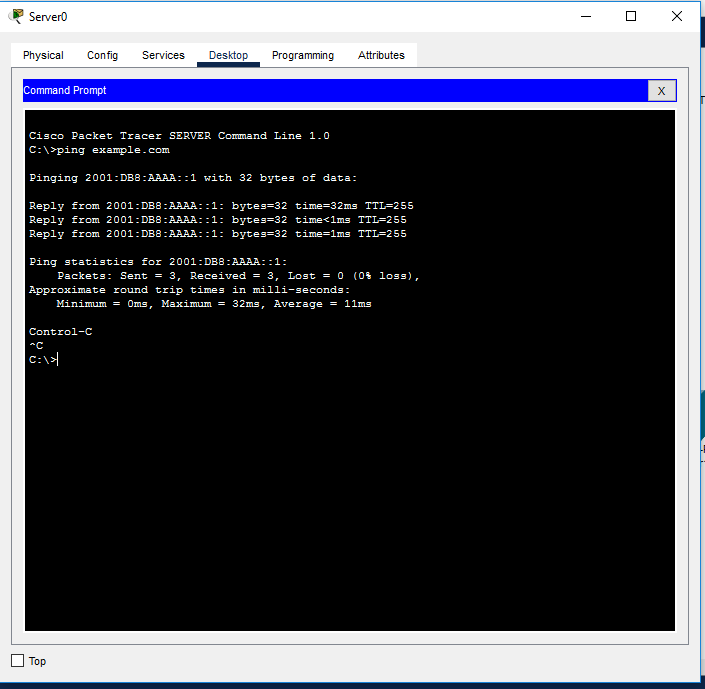 Server0
Physical Config Services Desktop Programming Attributes
Command Prompt X
Cisco Packet Tracer SERVER Command Line 1.0
C:\>ping example.com
Pinging 2001:DB8:AAAA::1 with 32 bytes of data:
Reply from 2001:DB8:AAAA::1: bytes=32 time=32ms TTL=255
Reply from 2001:DB8:AAAA::1: bytes=32 time<1ms TTL=255
Reply from 2001:DB8:AAAA::1: bytes=32 time=1ms TTL=255
Ping statistics for 2001:DB8:AAAA::1:
Packets: Sent = 3, Received = 3, Lost = 0 (0% loss),
Approximate round trip times in milli-seconds:
Minimum = 0ms, Maximum = 32ms, Average = 11ms
Control-C
^C
C:\>
Top